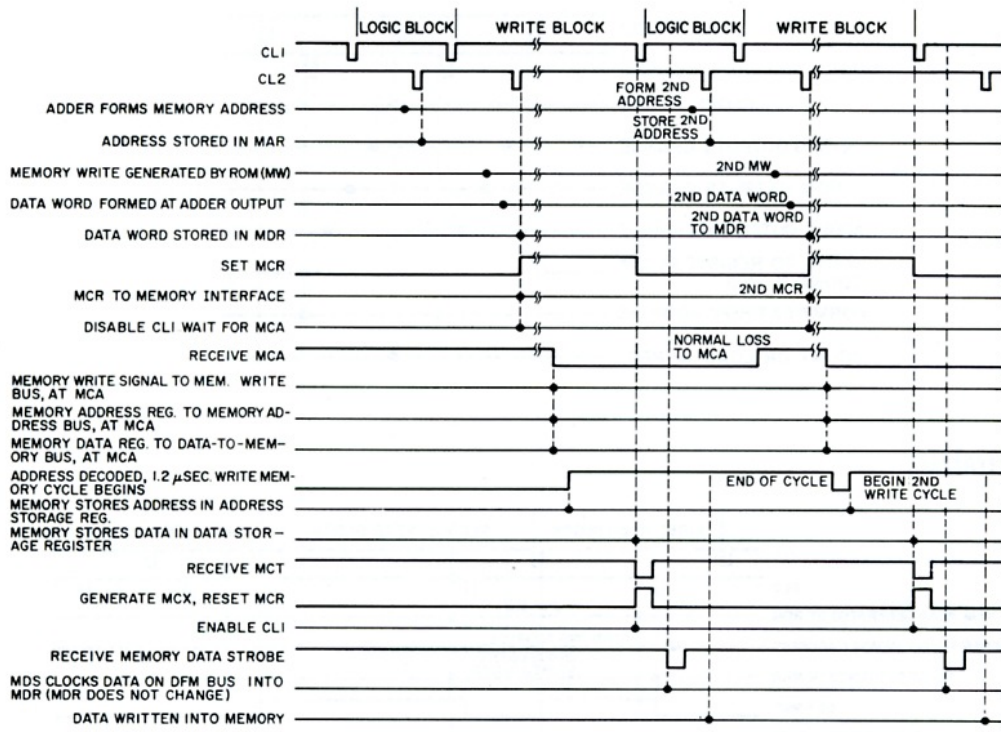 LOGIC BLOCK WRITE BLOCK LOGIC BLOCK WRITE BLOCK
CL1
CL2
FORM 2ND
ADDRESS
ADDER FORMS MEMORY ADDRESS
STORE 2ND
ADDRESS
ADDRESS STORED IN MAR
MEMORY WRITE GENERATED BY ROM (MW)
2ND MW
DATA WORD FORMED AT ADDER OUTPUT
2ND DATA WORD
2ND DATA WORD
TO MDR
DATA WORD STORED IN MDR
SET MCR
MCR TO MEMORY INTERFACE
2ND MCR
DISABLE CL1 WAIT FOR MCA
RECEIVE MCA
NORMAL LOSS
TO MCA
MEMORY WRITE SIGNAL TO MEM. WRITE
BUS, AT MCA
MEMORY ADDRESS REG. TO MEMORY AD-
DRESS BUS, AT MCA
MEMORY DATA REG. TO DATA-TO-MEM-
ORY BUS, AT MCA
ADDRESS DECODED, 1.2 μSEC. WRITE MEM-
ORY CYCLE BEGINS
END OF CYCLE
BEGIN 2ND
WRITE CYCLE
MEMORY STORES ADDRESS IN ADDRESS
STORAGE REG.
MEMORY STORES DATA IN DATA STOR-
AGE REGISTER
RECEIVE MCT
GENERATE MCX, RESET MCR
ENABLE CL1
RECEIVE MEMORY DATA STROBE
MDS CLOCKS DATA ON DFM BUS INTO
MDR (MDR DOES NOT CHANGE)
DATA WRITTEN INTO MEMORY